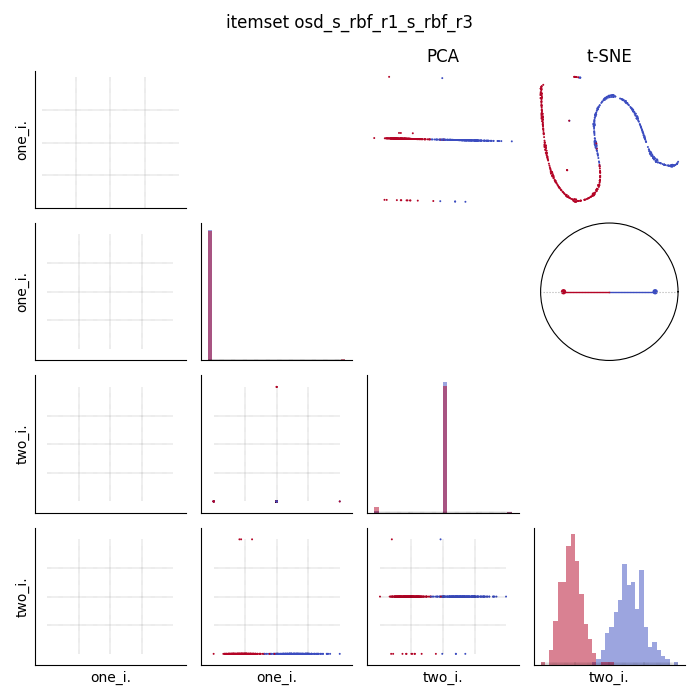 itemset osd_s_rbf_r1_s_rbf_r3
PCA
t-SNE
one_i.
one_i.
two_i.
two_i.
one_i.
one_i.
two_i.
two_i.